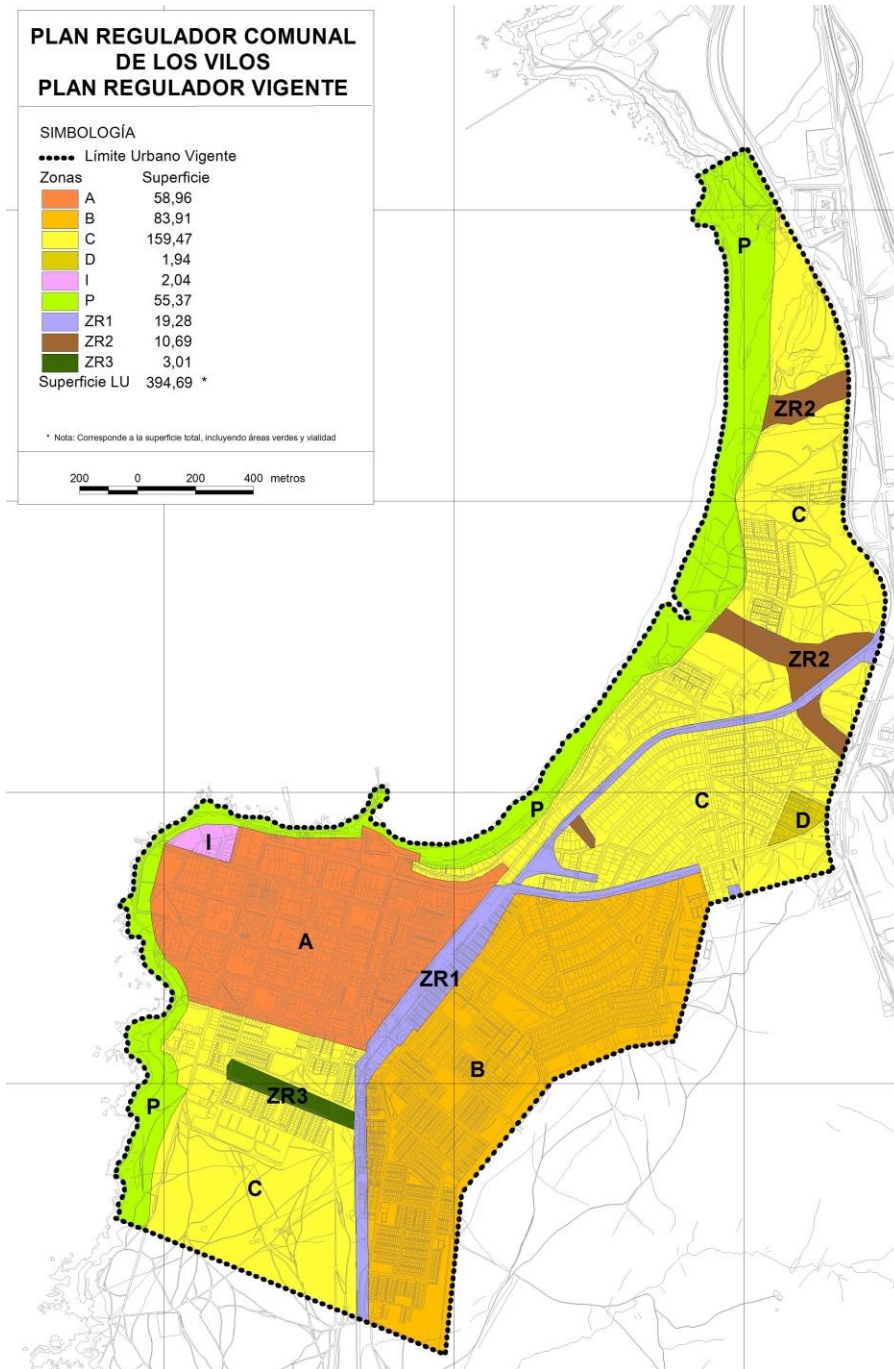 PLAN REGULADOR COMUNAL
DE LOS VILOS
PLAN REGULADOR VIGENTE
SIMBOLOGÍA
Límite Urbano Vigente
Zonas Superficie
A 58,96
B 83,91
C 159,47
D 1,94
I 2,04
P 55,37
ZR1 19,28
ZR2 10,69
ZR3 3,01
Superficie LU 394,69 *
* Nota: Corresponde a la superficie total, incluyendo áreas verdes y vialidad
200 0 200 400 metros
P
ZR2
C
ZR2
P
C
D
I
A
ZR1
B
ZR3
P
C